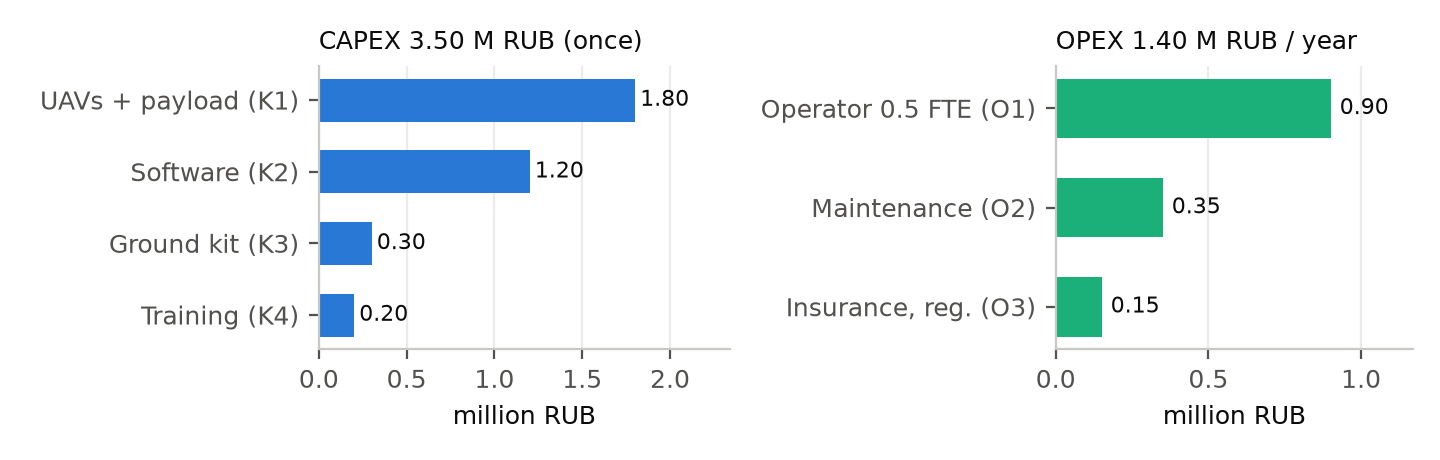 CAPEX 3.50 M RUB (once)
UAVs + payload (K1)
1.80
Software (K2)
1.20
Ground kit (K3)
0.30
Training (K4)
0.20
0.0 0.5 1.0 1.5 2.0
million RUB
OPEX 1.40 M RUB / year
Operator 0.5 FTE (O1)
0.90
Maintenance (O2)
0.35
Insurance, reg. (O3)
0.15
0.0 0.5 1.0
million RUB